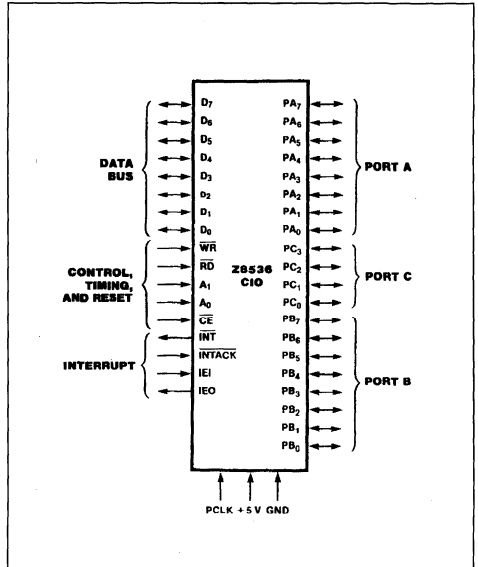 D7
D6
D5
D4
D3
D2
D1
D0
DATA
BUS
WR
RD
A1
A0
CE
CONTROL,
TIMING,
AND RESET
INT
INTACK
IEI
IEO
INTERRUPT
Z8536
CIO
PA7
PA6
PA5
PA4
PA3
PA2
PA1
PA0
PORT A
PC3
PC2
PC1
PC0
PORT C
PB7
PB6
PB5
PB4
PB3
PB2
PB1
PB0
PORT B
PCLK +5 V GND